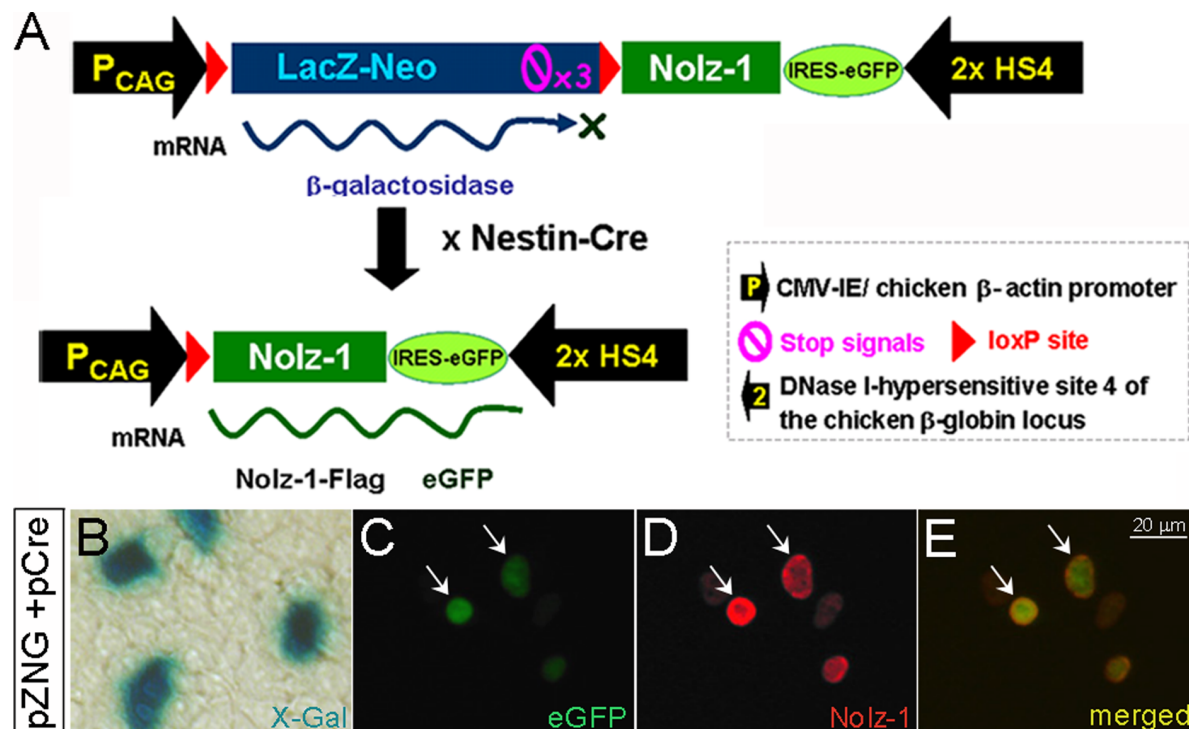 A
P CAG
LacZ-Neo
x3
Nolz-1
IRES-eGFP
2x HS4
mRNA
X
β-galactosidase
x Nestin-Cre
P CAG
Nolz-1
IRES-eGFP
2x HS4
mRNA
Nolz-1-Flag eGFP
P CMV-IE/ chicken β- actin promoter
Stop signals
loxP site
2 DNase I-hypersensitive site 4 of
the chicken β-globin locus
pZNG +pCre
B
X-Gal
C
eGFP
D
Nolz-1
E
20 µm
merged